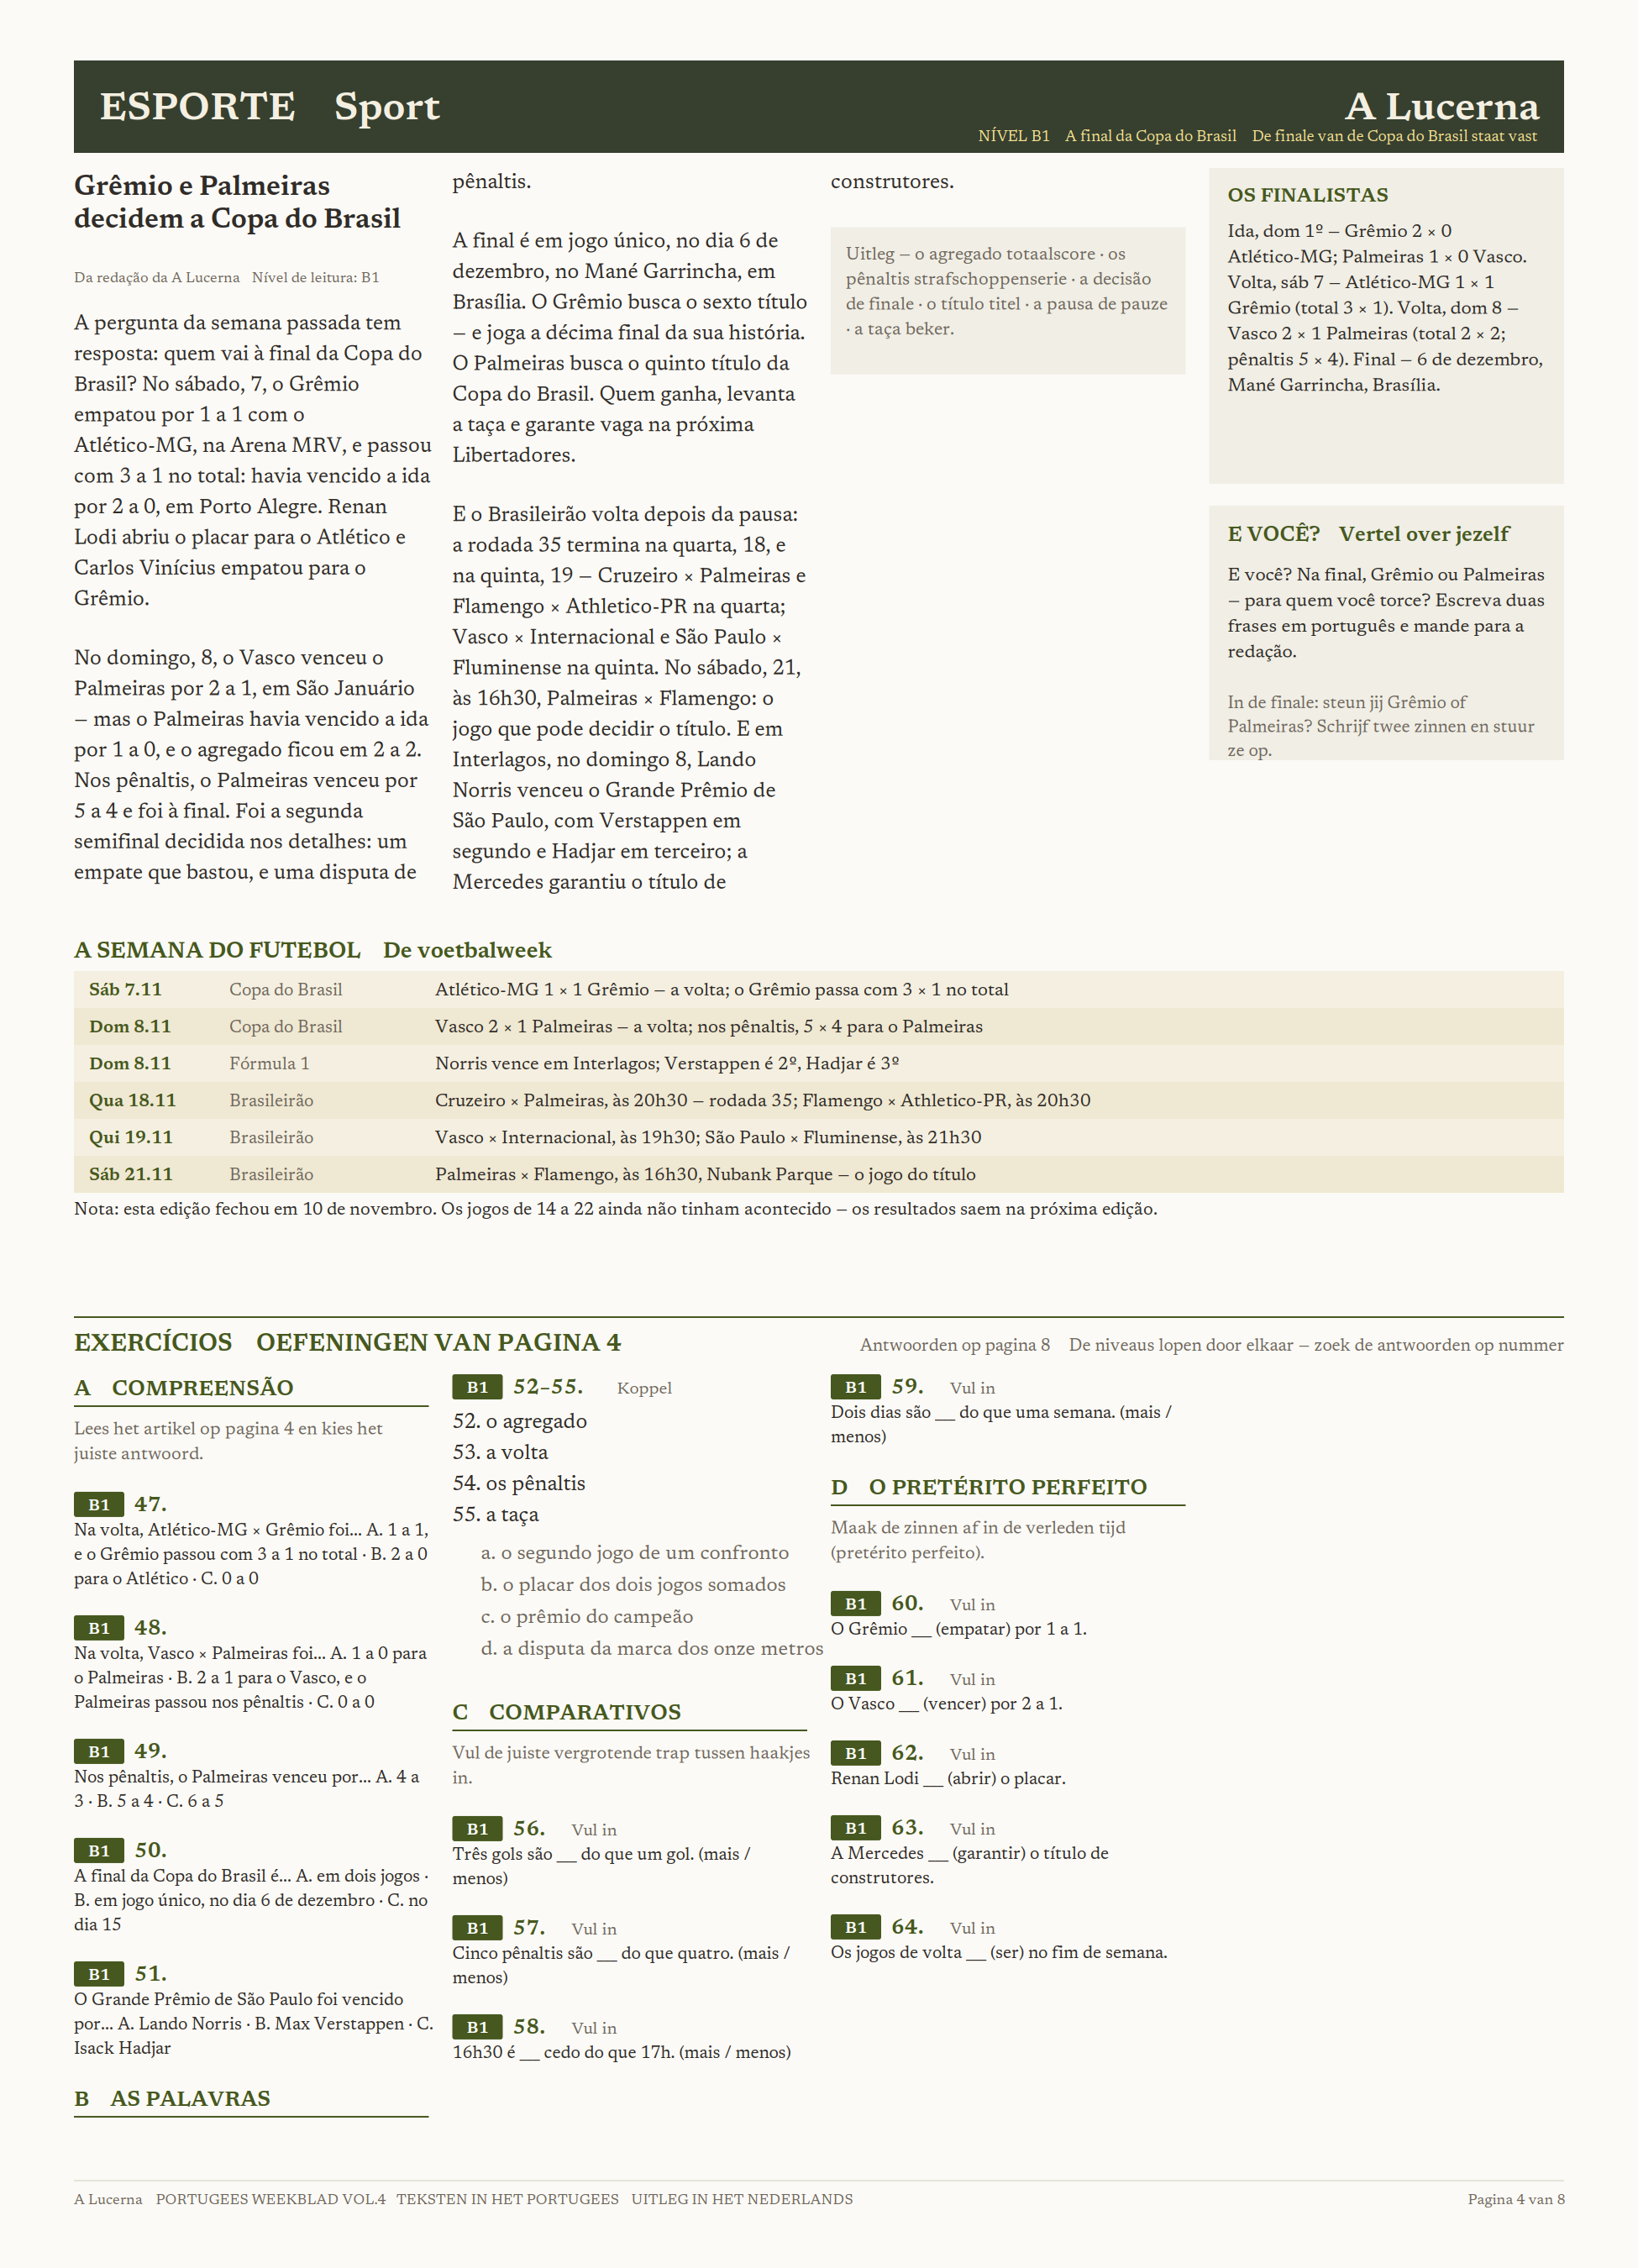 ESPORTE Sport
A Lucerna
NÍVEL B1 A final da Copa do Brasil De finale van de Copa do Brasil staat vast
Grêmio e Palmeiras
decidem a Copa do Brasil
Da redação da A Lucerna Nível de leitura: B1
A pergunta da semana passada tem
resposta: quem vai à final da Copa do
Brasil? No sábado, 7, o Grêmio
empatou por 1 a 1 com o
Atlético-MG, na Arena MRV, e passou
com 3 a 1 no total: havia vencido a ida
por 2 a 0, em Porto Alegre. Renan
Lodi abriu o placar para o Atlético e
Carlos Vinícius empatou para o
Grêmio.
No domingo, 8, o Vasco venceu o
Palmeiras por 2 a 1, em São Januário
— mas o Palmeiras havia vencido a ida
por 1 a 0, e o agregado ficou em 2 a 2.
Nos pênaltis, o Palmeiras venceu por
5 a 4 e foi à final. Foi a segunda
semifinal decidida nos detalhes: um
empate que bastou, e uma disputa de
pênaltis.
A final é em jogo único, no dia 6 de
dezembro, no Mané Garrincha, em
Brasília. O Grêmio busca o sexto título
— e joga a décima final da sua história.
O Palmeiras busca o quinto título da
Copa do Brasil. Quem ganha, levanta
a taça e garante vaga na próxima
Libertadores.
E o Brasileirão volta depois da pausa:
a rodada 35 termina na quarta, 18, e
na quinta, 19 — Cruzeiro × Palmeiras e
Flamengo × Athletico-PR na quarta;
Vasco × Internacional e São Paulo ×
Fluminense na quinta. No sábado, 21,
às 16h30, Palmeiras × Flamengo: o
jogo que pode decidir o título. E em
Interlagos, no domingo 8, Lando
Norris venceu o Grande Prêmio de
São Paulo, com Verstappen em
segundo e Hadjar em terceiro; a
Mercedes garantiu o título de
construtores.
Uitleg — o agregado totaalscore · os
pênaltis strafschoppenserie · a decisão
de finale · o título titel · a pausa de pauze
· a taça beker.
OS FINALISTAS
Ida, dom 1º — Grêmio 2 × 0
Atlético-MG; Palmeiras 1 × 0 Vasco.
Volta, sáb 7 — Atlético-MG 1 × 1
Grêmio (total 3 × 1). Volta, dom 8 —
Vasco 2 × 1 Palmeiras (total 2 × 2;
pênaltis 5 × 4). Final — 6 de dezembro,
Mané Garrincha, Brasília.
E VOCÊ? Vertel over jezelf
E você? Na final, Grêmio ou Palmeiras
— para quem você torce? Escreva duas
frases em português e mande para a
redação.
In de finale: steun jij Grêmio of
Palmeiras? Schrijf twee zinnen en stuur
ze op.
A SEMANA DO FUTEBOL De voetbalweek
Sáb 7.11 Copa do Brasil Atlético-MG 1 × 1 Grêmio — a volta; o Grêmio passa com 3 × 1 no total
Dom 8.11 Copa do Brasil Vasco 2 × 1 Palmeiras — a volta; nos pênaltis, 5 × 4 para o Palmeiras
Dom 8.11 Fórmula 1 Norris vence em Interlagos; Verstappen é 2º, Hadjar é 3º
Qua 18.11 Brasileirão Cruzeiro × Palmeiras, às 20h30 — rodada 35; Flamengo × Athletico-PR, às 20h30
Qui 19.11 Brasileirão Vasco × Internacional, às 19h30; São Paulo × Fluminense, às 21h30
Sáb 21.11 Brasileirão Palmeiras × Flamengo, às 16h30, Nubank Parque — o jogo do título
Nota: esta edição fechou em 10 de novembro. Os jogos de 14 a 22 ainda não tinham acontecido — os resultados saem na próxima edição.
EXERCÍCIOS OEFENINGEN VAN PAGINA 4
Antwoorden op pagina 8 De niveaus lopen door elkaar — zoek de antwoorden op nummer
A COMPREENSÃO
Lees het artikel op pagina 4 en kies het
juiste antwoord.
B1 47.
Na volta, Atlético-MG × Grêmio foi... A. 1 a 1,
e o Grêmio passou com 3 a 1 no total · B. 2 a 0
para o Atlético · C. 0 a 0
B1 48.
Na volta, Vasco × Palmeiras foi... A. 1 a 0 para
o Palmeiras · B. 2 a 1 para o Vasco, e o
Palmeiras passou nos pênaltis · C. 0 a 0
B1 49.
Nos pênaltis, o Palmeiras venceu por... A. 4 a
3 · B. 5 a 4 · C. 6 a 5
B1 50.
A final da Copa do Brasil é... A. em dois jogos ·
B. em jogo único, no dia 6 de dezembro · C. no
dia 15
B1 51.
O Grande Prêmio de São Paulo foi vencido
por... A. Lando Norris · B. Max Verstappen · C.
Isack Hadjar
B AS PALAVRAS
B1 52–55. Koppel
52. o agregado
53. a volta
54. os pênaltis
55. a taça
a. o segundo jogo de um confronto
b. o placar dos dois jogos somados
c. o prêmio do campeão
d. a disputa da marca dos onze metros
C COMPARATIVOS
Vul de juiste vergrotende trap tussen haakjes
in.
B1 56. Vul in
Três gols são ___ do que um gol. (mais /
menos)
B1 57. Vul in
Cinco pênaltis são ___ do que quatro. (mais /
menos)
B1 58. Vul in
16h30 é ___ cedo do que 17h. (mais / menos)
B1 59. Vul in
Dois dias são ___ do que uma semana. (mais /
menos)
D O PRETÉRITO PERFEITO
Maak de zinnen af in de verleden tijd
(pretérito perfeito).
B1 60. Vul in
O Grêmio ___ (empatar) por 1 a 1.
B1 61. Vul in
O Vasco ___ (vencer) por 2 a 1.
B1 62. Vul in
Renan Lodi ___ (abrir) o placar.
B1 63. Vul in
A Mercedes ___ (garantir) o título de
construtores.
B1 64. Vul in
Os jogos de volta ___ (ser) no fim de semana.
A Lucerna PORTUGEES WEEKBLAD VOL.4 TEKSTEN IN HET PORTUGEES UITLEG IN HET NEDERLANDS
Pagina 4 van 8